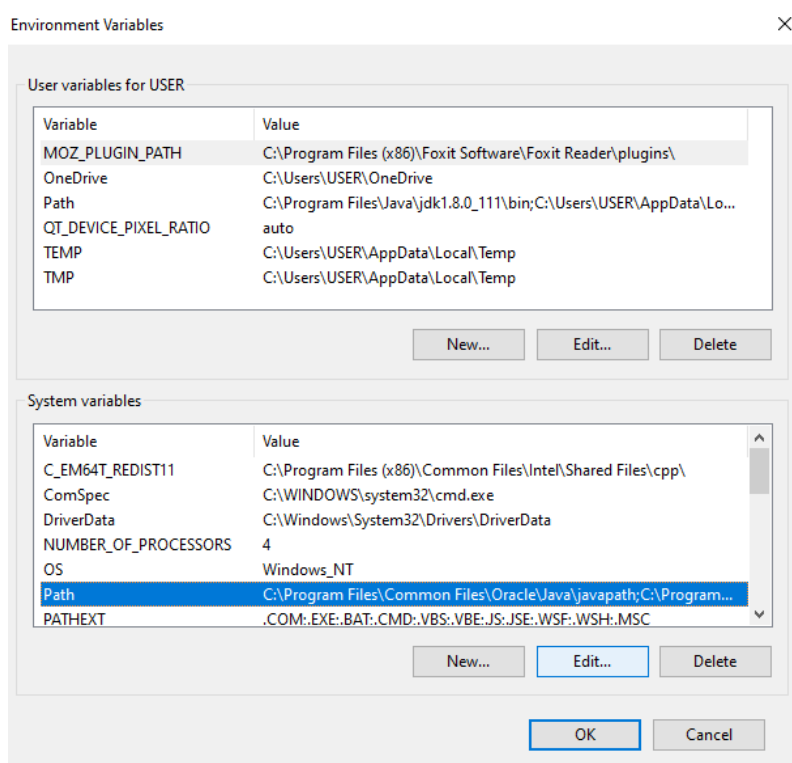 Environment Variables
User variables for USER
Variable Value
MOZ_PLUGIN_PATH C:\Program Files (x86)\Foxit Software\Foxit Reader\plugins\
OneDrive C:\Users\USER\OneDrive
Path C:\Program Files\Java\jdk1.8.0_111\bin;C:\Users\USER\AppData\Lo...
QT_DEVICE_PIXEL_RATIO auto
TEMP C:\Users\USER\AppData\Local\Temp
TMP C:\Users\USER\AppData\Local\Temp
New... Edit... Delete
System variables
Variable Value
C_EM64T_REDIST11 C:\Program Files (x86)\Common Files\Intel\Shared Files\cpp\
ComSpec C:\WINDOWS\system32\cmd.exe
DriverData C:\Windows\System32\Drivers\DriverData
NUMBER_OF_PROCESSORS 4
OS Windows_NT
Path C:\Program Files\Common Files\Oracle\Java\javapath;C:\Program...
PATHEXT .COM;.EXE;.BAT;.CMD;.VBS;.VBE;.JS;.JSE;.WSF;.WSH;.MSC
New... Edit... Delete
OK Cancel